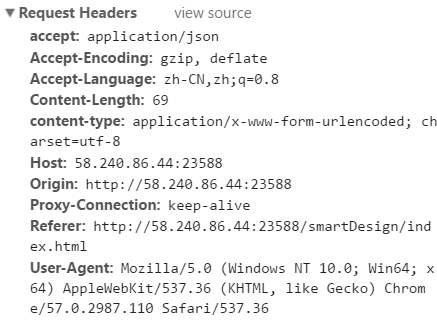 ▼ Request Headers view source
accept: application/json
Accept-Encoding: gzip, deflate
Accept-Language: zh-CN,zh;q=0.8
Content-Length: 69
content-type: application/x-www-form-urlencoded; ch
arset=utf-8
Host: 58.240.86.44:23588
Origin: http://58.240.86.44:23588
Proxy-Connection: keep-alive
Referer: http://58.240.86.44:23588/smartDesign/ind
ex.html
User-Agent: Mozilla/5.0 (Windows NT 10.0; Win64; x
64) AppleWebKit/537.36 (KHTML, like Gecko) Chrom
e/57.0.2987.110 Safari/537.36